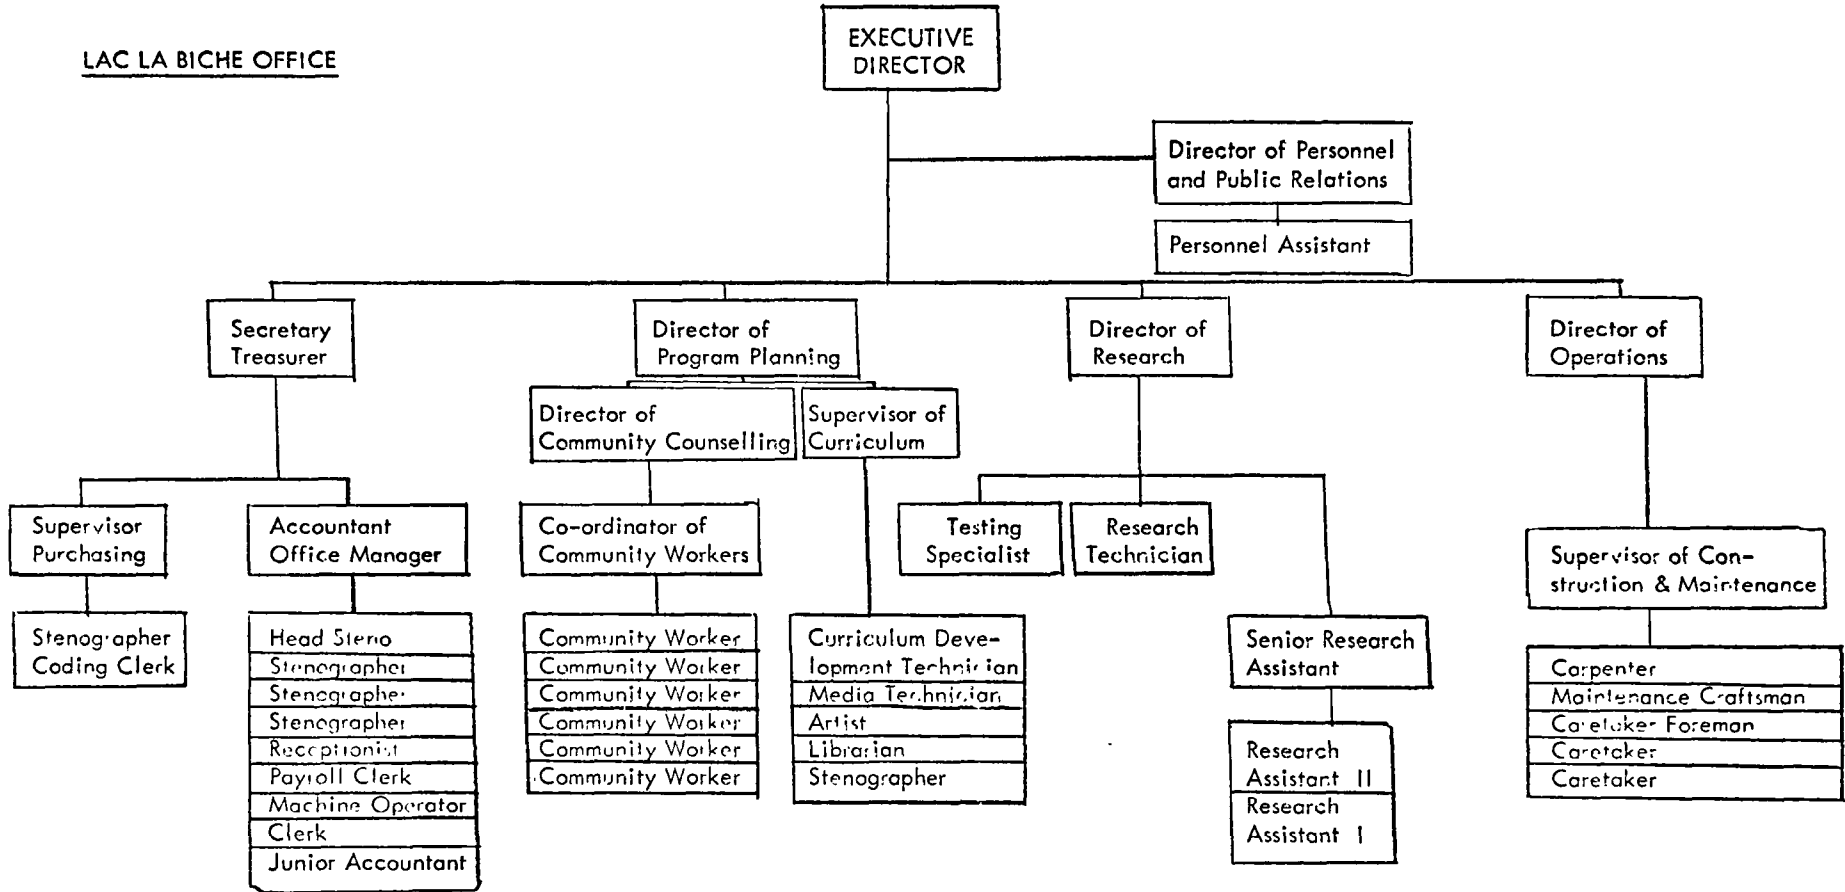 LAC LA BICHE OFFICE
EXECUTIVE
DIRECTOR
Director of Personnel
and Public Relations
Personnel Assistant
Secretary
Treasurer
Director of
Program Planning
Director of
Research
Director of
Operations
Director of
Community Counselling
Supervisor of
Curriculum
Supervisor
Purchasing
Accountant
Office Manager
Co-ordinator of
Community Workers
Testing
Specialist
Research
Technician
Supervisor of Con-
struction & Maintenance
Stenographer
Coding Clerk
Head Steno
Stenographer
Stenographer
Stenographer
Receptionist
Payroll Clerk
Machine Operator
Clerk
Junior Accountant
Community Worker
Community Worker
Community Worker
Community Worker
Community Worker
Community Worker
Curriculum Deve-
lopment Technician
Media Technician
Artist
Librarian
Stenographer
Senior Research
Assistant
Research
Assistant II
Research
Assistant I
Carpenter
Maintenance Craftsman
Caretaker Foreman
Caretaker
Caretaker